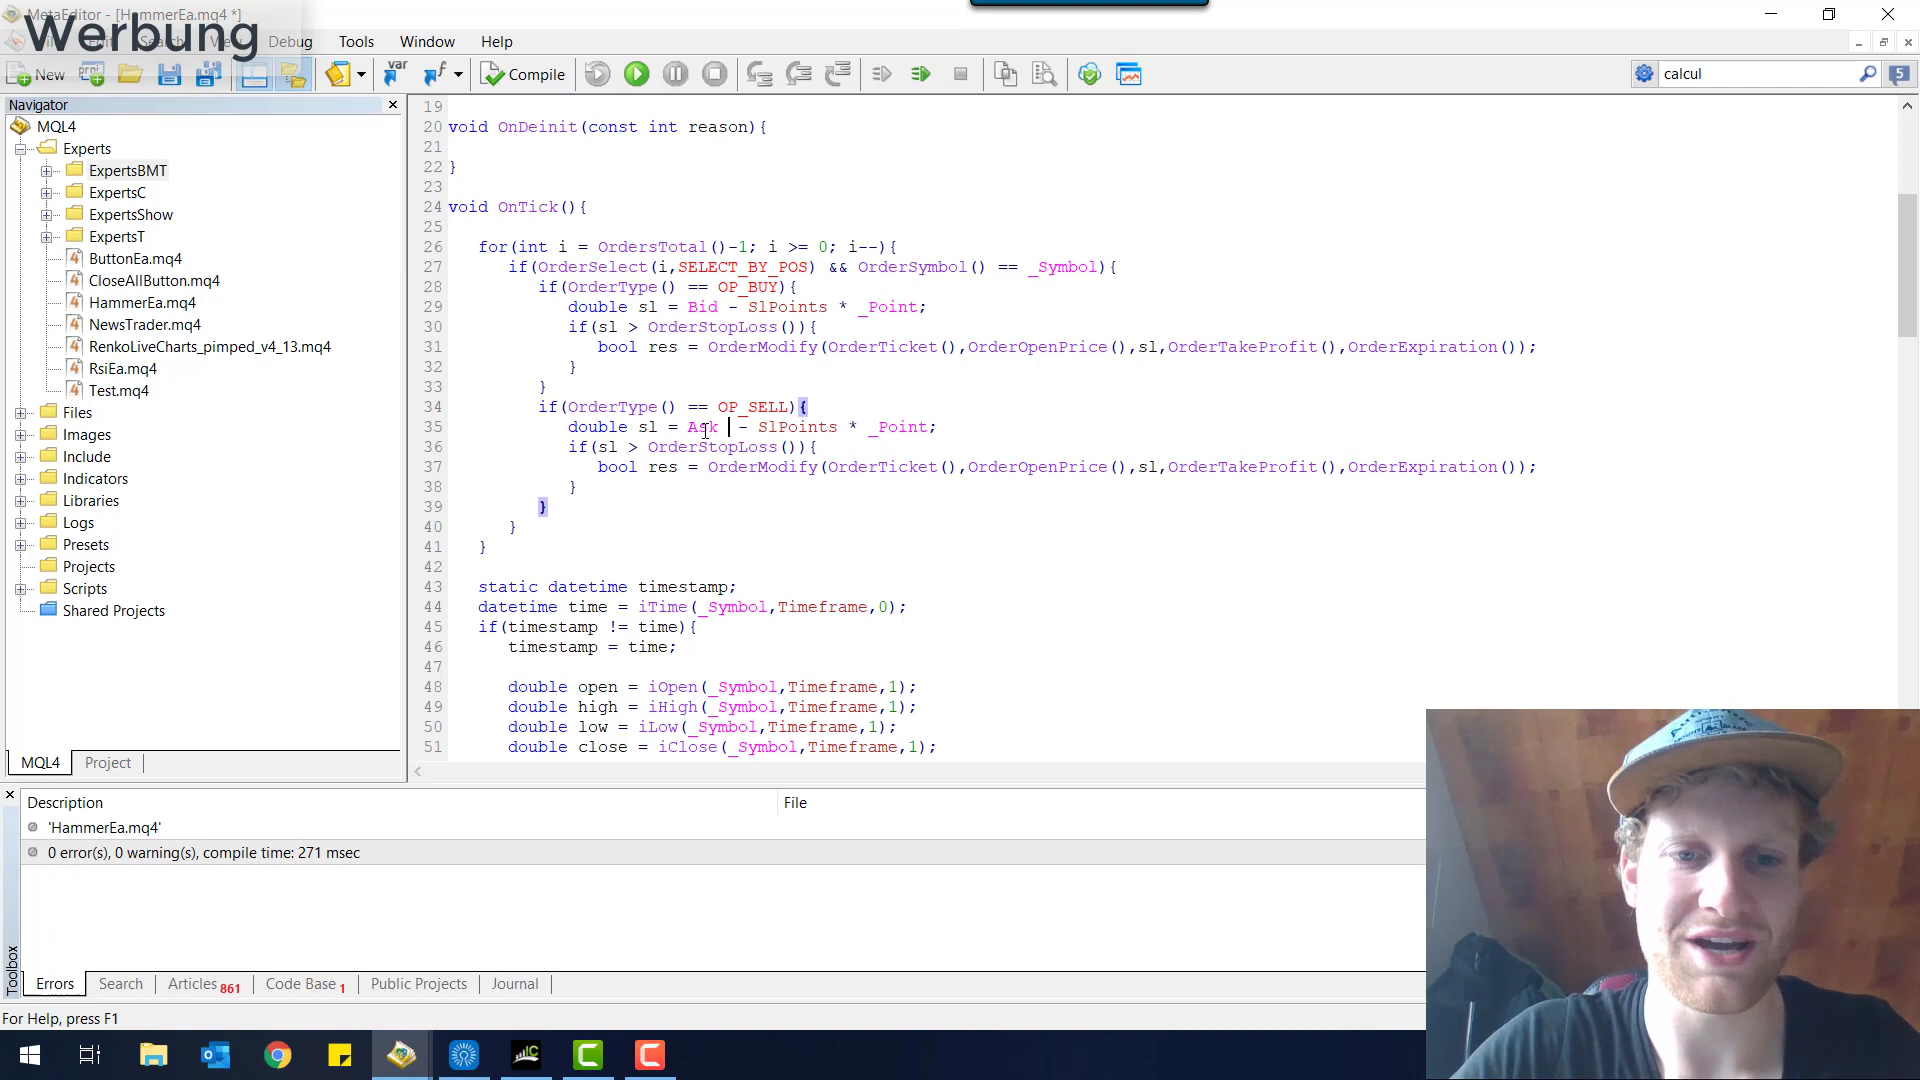 MetaEditor - [HammerEa.mq4 *]
Werbung
Debug Tools Window Help
New Compile calcul 5
Navigator
MQL4
Experts
ExpertsBMT
ExpertsC
ExpertsShow
ExpertsT
ButtonEa.mq4
CloseAllButton.mq4
HammerEa.mq4
NewsTrader.mq4
RenkoLiveCharts_pimped_v4_13.mq4
RsiEa.mq4
Test.mq4
Files
Images
Include
Indicators
Libraries
Logs
Presets
Projects
Scripts
Shared Projects
MQL4 Project
19
20 void OnDeinit(const int reason){
21
22 }
23
24 void OnTick(){
25
26 for(int i = OrdersTotal()-1; i >= 0; i--){
27 if(OrderSelect(i,SELECT_BY_POS) && OrderSymbol() == _Symbol){
28 if(OrderType() == OP_BUY){
29 double sl = Bid - SlPoints * _Point;
30 if(sl > OrderStopLoss()){
31 bool res = OrderModify(OrderTicket(),OrderOpenPrice(),sl,OrderTakeProfit(),OrderExpiration());
32 }
33 }
34 if(OrderType() == OP_SELL){
35 double sl = Ask - SlPoints * _Point;
36 if(sl > OrderStopLoss()){
37 bool res = OrderModify(OrderTicket(),OrderOpenPrice(),sl,OrderTakeProfit(),OrderExpiration());
38 }
39 }
40 }
41 }
42
43 static datetime timestamp;
44 datetime time = iTime(_Symbol,Timeframe,0);
45 if(timestamp != time){
46 timestamp = time;
47
48 double open = iOpen(_Symbol,Timeframe,1);
49 double high = iHigh(_Symbol,Timeframe,1);
50 double low = iLow(_Symbol,Timeframe,1);
51 double close = iClose(_Symbol,Timeframe,1);
Description File
'HammerEa.mq4'
0 error(s), 0 warning(s), compile time: 271 msec
Toolbox
Errors Search Articles 861 Code Base 1 Public Projects Journal
For Help, press F1